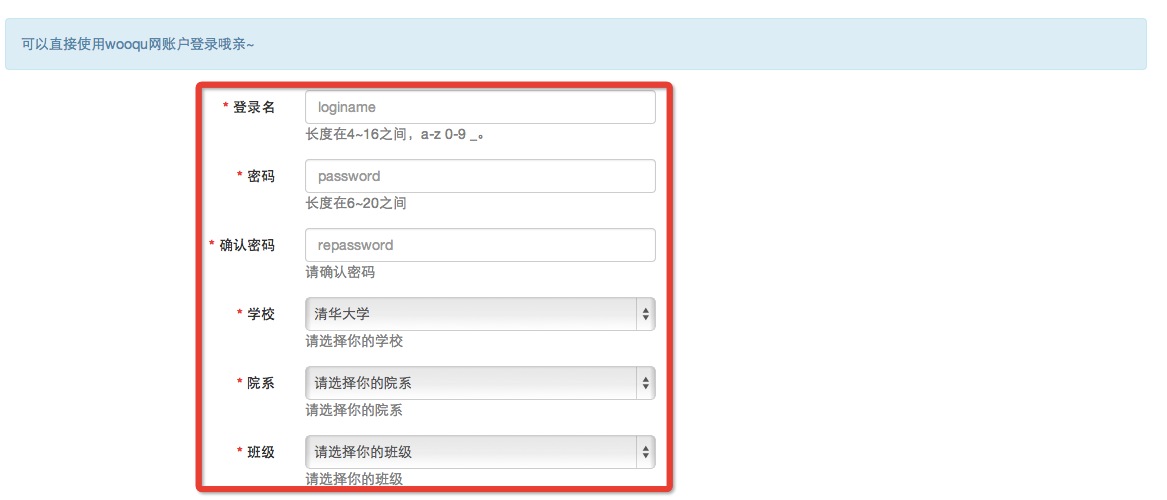 可以直接使用wooqu网账户登录哦亲~
* 登录名 loginame
长度在4~16之间，a-z 0-9 _。
* 密码 password
长度在6~20之间
* 确认密码 repassword
请确认密码
* 学校 清华大学
请选择你的学校
* 院系 请选择你的院系
请选择你的院系
* 班级 请选择你的班级
请选择你的班级